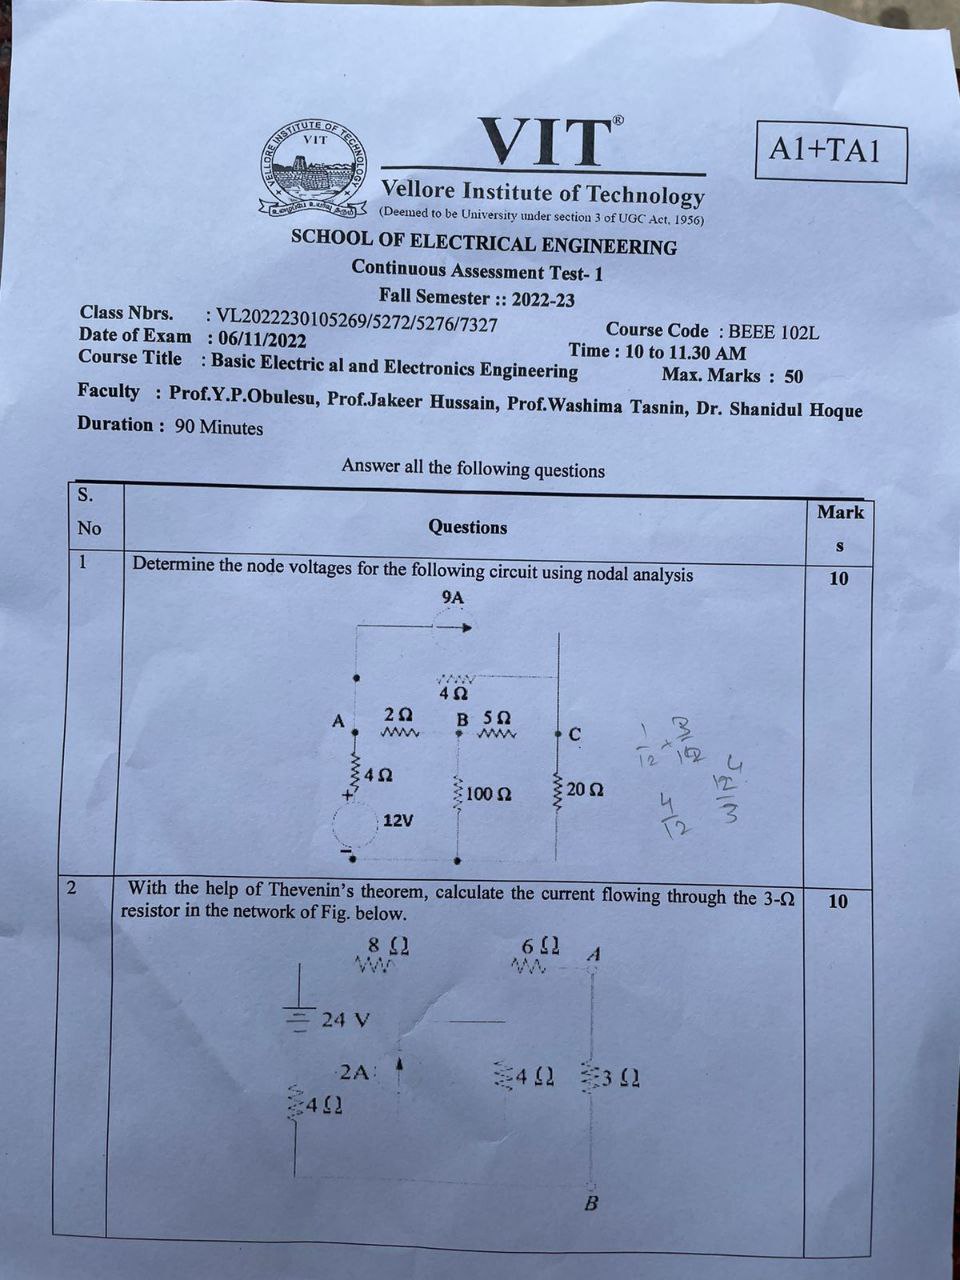 VELLORE INSTITUTE OF TECHNOLOGY
VIT
VIT®
A1+TA1
Vellore Institute of Technology
(Deemed to be University under section 3 of UGC Act, 1956)
SCHOOL OF ELECTRICAL ENGINEERING
Continuous Assessment Test- 1
Fall Semester :: 2022-23
Class Nbrs. : VL2022230105269/5272/5276/7327
Course Code : BEEE 102L
Date of Exam : 06/11/2022
Time : 10 to 11.30 AM
Course Title : Basic Electric al and Electronics Engineering
Max. Marks : 50
Faculty : Prof.Y.P.Obulesu, Prof.Jakeer Hussain, Prof.Washima Tasnin, Dr. Shanidul Hoque
Duration : 90 Minutes
Answer all the following questions
S.
No
Questions
Mark
s
1
Determine the node voltages for the following circuit using nodal analysis
10
9A
4 Ω
A
2 Ω
B
5 Ω
C
4 Ω
100 Ω
20 Ω
+
12V
-
1/12 × 3/12
4/12
4
12/3
2
With the help of Thevenin's theorem, calculate the current flowing through the 3-Ω
10
resistor in the network of Fig. below.
8 Ω
6 Ω
A
24 V
2A
4 Ω
3 Ω
4 Ω
B